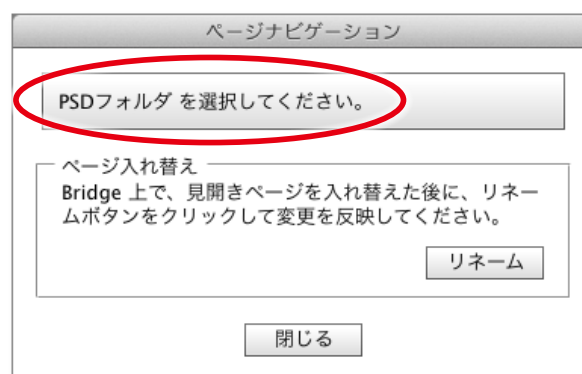 ページナビゲーション
PSDフォルダ を選択してください。
ページ入れ替え
Bridge 上で、見開きページを入れ替えた後に、リネー
ムボタンをクリックして変更を反映してください。
リネーム
閉じる